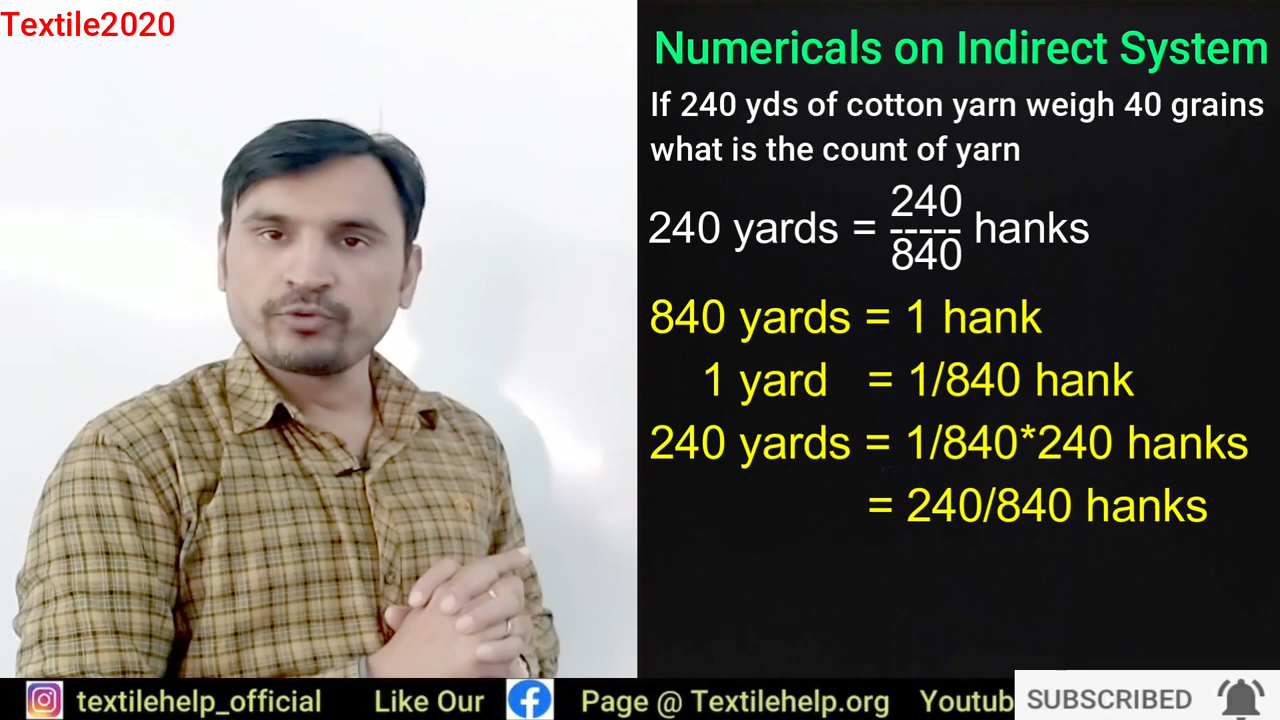 Textile2020
Numericals on Indirect System
If 240 yds of cotton yarn weigh 40 grains
what is the count of yarn
240 yards = 240
-----
840 hanks
840 yards = 1 hank
1 yard = 1/840 hank
240 yards = 1/840*240 hanks
= 240/840 hanks
textilehelp_official Like Our Page @ Textilehelp.org Youtub
SUBSCRIBED